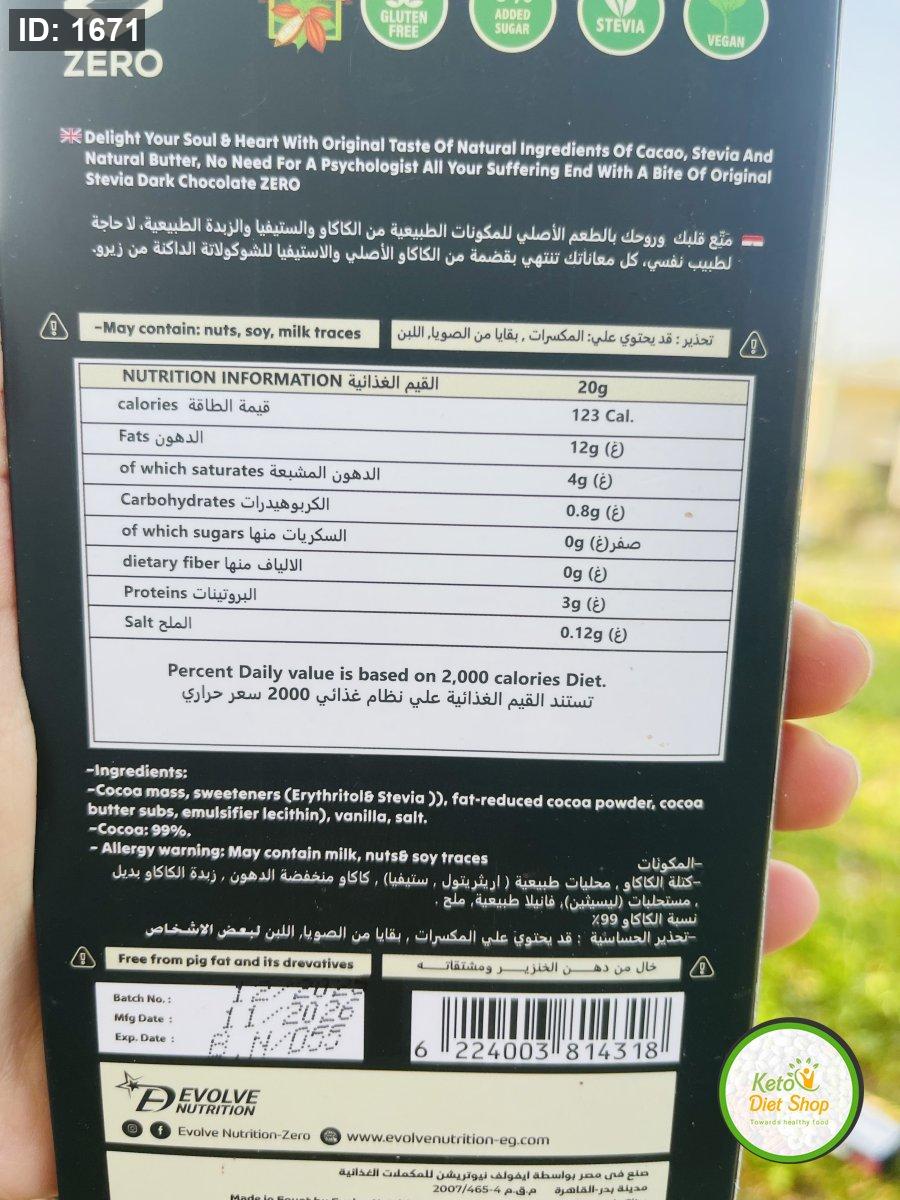 ID: 1671
ZERO
GLUTEN FREE
ADDED SUGAR
STEVIA
VEGAN
Delight Your Soul & Heart With Original Taste Of Natural Ingredients Of Cacao, Stevia And
Natural Butter, No Need For A Psychologist All Your Suffering End With A Bite Of Original
Stevia Dark Chocolate ZERO
مَتِّع قلبك وروحك بالطعم الأصلي للمكونات الطبيعية من الكاكاو والستيفيا والزبدة الطبيعية، لا حاجة
لطبيب نفسي، كل معاناتك تنتهي بقضمة من الكاكاو الأصلي والاستيفيا للشوكولاتة الداكنة من زيرو.
-May contain: nuts, soy, milk traces
تحذير : قد يحتوي علي: المكسرات , بقايا من الصويا, اللبن
NUTRITION INFORMATION القيم الغذائية 20g
calories قيمة الطاقة 123 Cal.
Fats الدهون 12g (غ)
of which saturates الدهون المشبعة 4g (غ)
Carbohydrates الكربوهيدرات 0.8g (غ)
of which sugars السكريات منها 0g (غ)صفر
dietary fiber الالياف منها 0g (غ)
Proteins البروتينات 3g (غ)
Salt الملح 0.12g (غ)
Percent Daily value is based on 2,000 calories Diet.
تستند القيم الغذائية علي نظام غذائي 2000 سعر حراري
-Ingredients:
-Cocoa mass, sweeteners (Erythritol& Stevia )), fat-reduced cocoa powder, cocoa
butter subs, emulsifier lecithin), vanilla, salt.
-Cocoa: 99%.
- Allergy warning: May contain milk, nuts& soy traces
-المكونات
-كتلة الكاكاو , محليات طبيعية ( اريثريتول , ستيفيا) , كاكاو منخفضة الدهون , زبدة الكاكاو بديل
, مستحلبات (ليسيثين), فانيلا طبيعية, ملح .
نسبة الكاكاو 99٪
-تحذير الحساسية : قد يحتوي علي المكسرات , بقايا من الصويا, اللبن لبعض الاشخاص
Free from pig fat and its drevatives
خال من دهن الخنزير ومشتقاته
Batch No. : 12/2025
Mfg Date : 11/2026
Exp. Date : B.N/055
6 224003 814318
EVOLVE
NUTRITION
Evolve Nutrition-Zero www.evolvenutrition-eg.com
صنع فى مصر بواسطة ايفولف نيوتريشن للمكملات الغذائية
مدينة بدر-القاهرة م.ق.م 4-465/2007
Keto
Diet Shop
Towards healthy food